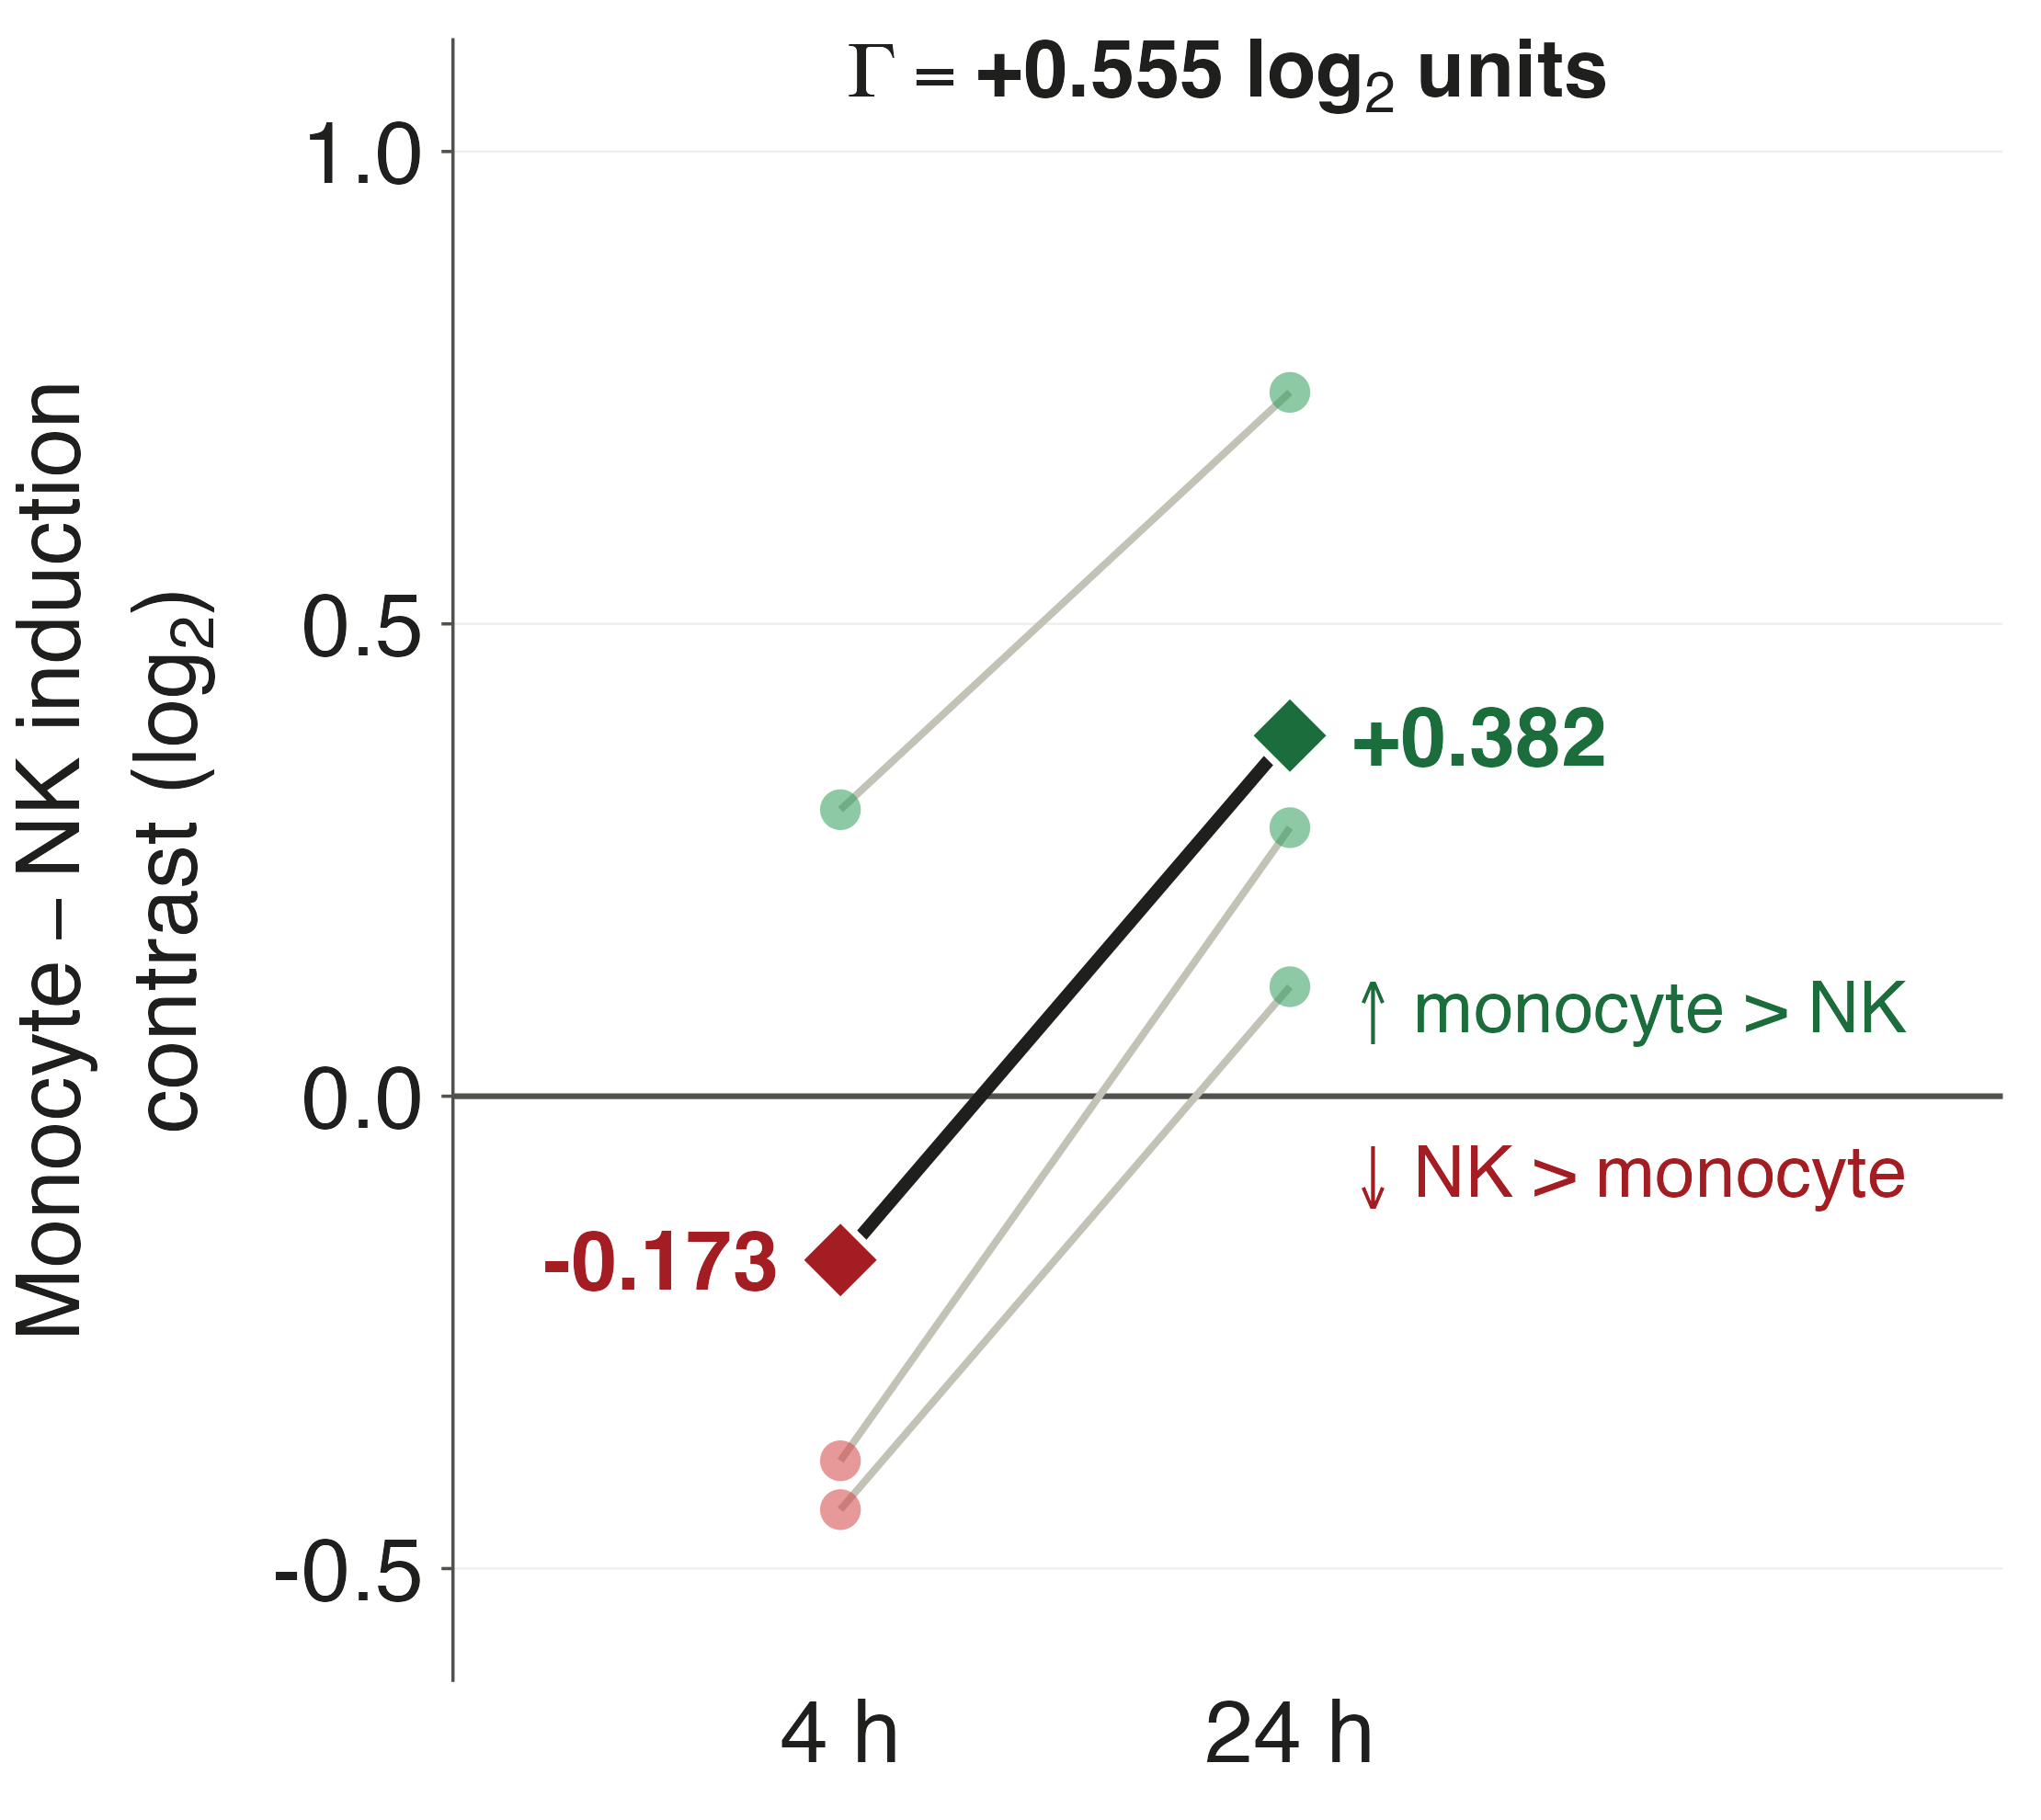 Γ = +0.555 log₂ units
Monocyte – NK induction
contrast (log₂)
1.0
0.5
0.0
-0.5
+0.382
↑ monocyte > NK
↓ NK > monocyte
-0.173
4 h
24 h